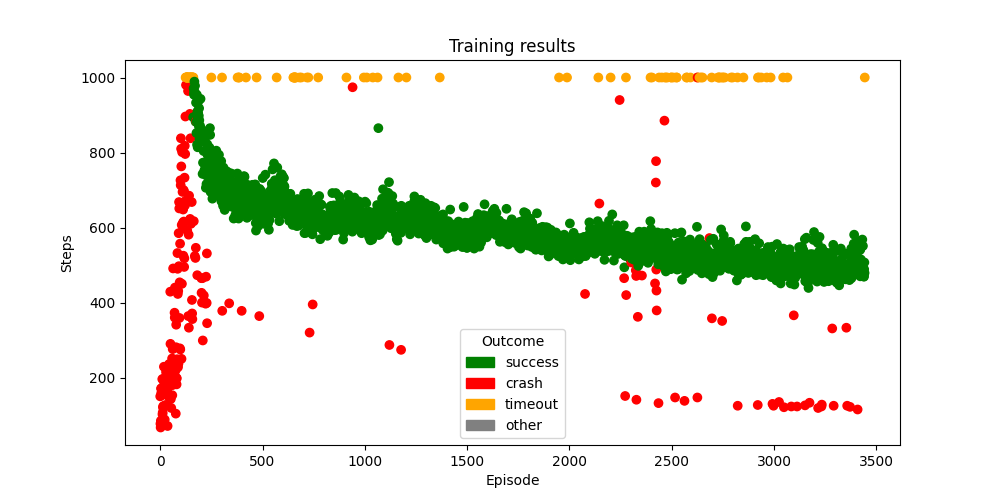 Training results
Steps
1000
800
600
400
200
Outcome
success
crash
timeout
other
0 500 1000 1500 2000 2500 3000 3500
Episode